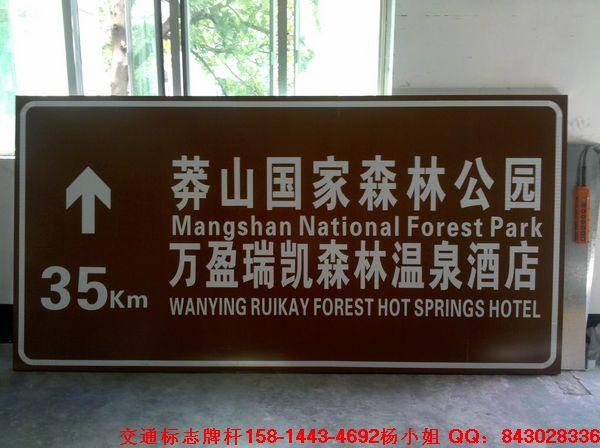 莽山国家森林公园
Mangshan National Forest Park
万盈瑞凯森林温泉酒店
WANYING RUIKAY FOREST HOT SPRINGS HOTEL
35Km
交通标志牌杆158-1443-4692杨小姐 QQ：843028336